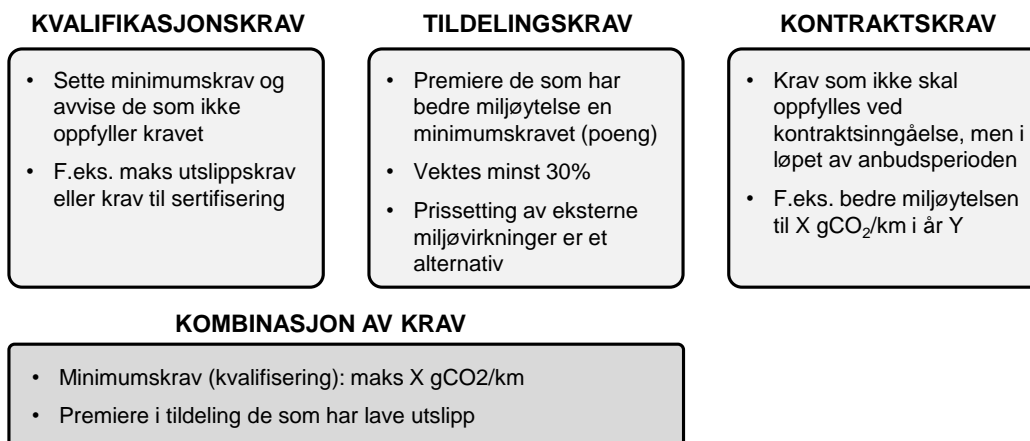 KVALIFIKASJONSKRAV
• Sette minimumskrav og
avvise de som ikke
oppfyller kravet
• F.eks. maks utslippskrav
eller krav til sertifisering
TILDELINGSKRAV
• Premiere de som har
bedre miljøytelse en
minimumskravet (poeng)
• Vektes minst 30%
• Prissetting av eksterne
miljøvirkninger er et
alternativ
KONTRAKTSKRAV
• Krav som ikke skal
oppfylles ved
kontraktsinngåelse, men i
løpet av anbudsperioden
• F.eks. bedre miljøytelsen
til X gCO₂/km i år Y
KOMBINASJON AV KRAV
• Minimumskrav (kvalifisering): maks X gCO2/km
• Premiere i tildeling de som har lave utslipp